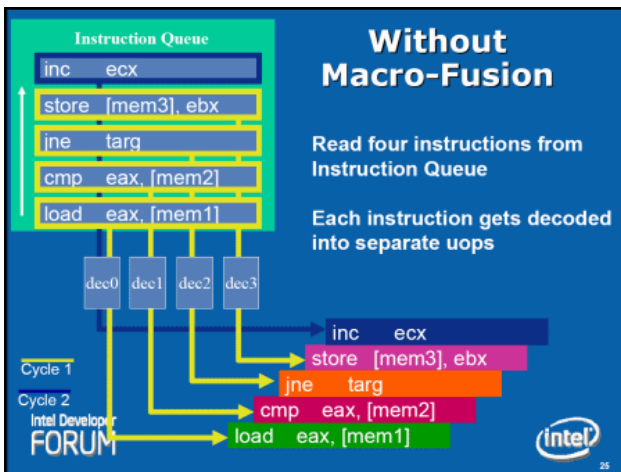 Instruction Queue
inc ecx
store [mem3], ebx
jne targ
cmp eax, [mem2]
load eax, [mem1]
dec0 dec1 dec2 dec3
Without
Macro-Fusion
Read four instructions from
Instruction Queue
Each instruction gets decoded
into separate uops
inc ecx
store [mem3], ebx
jne targ
cmp eax, [mem2]
load eax, [mem1]
Cycle 1
Cycle 2
Intel Developer
FORUM
intel
25